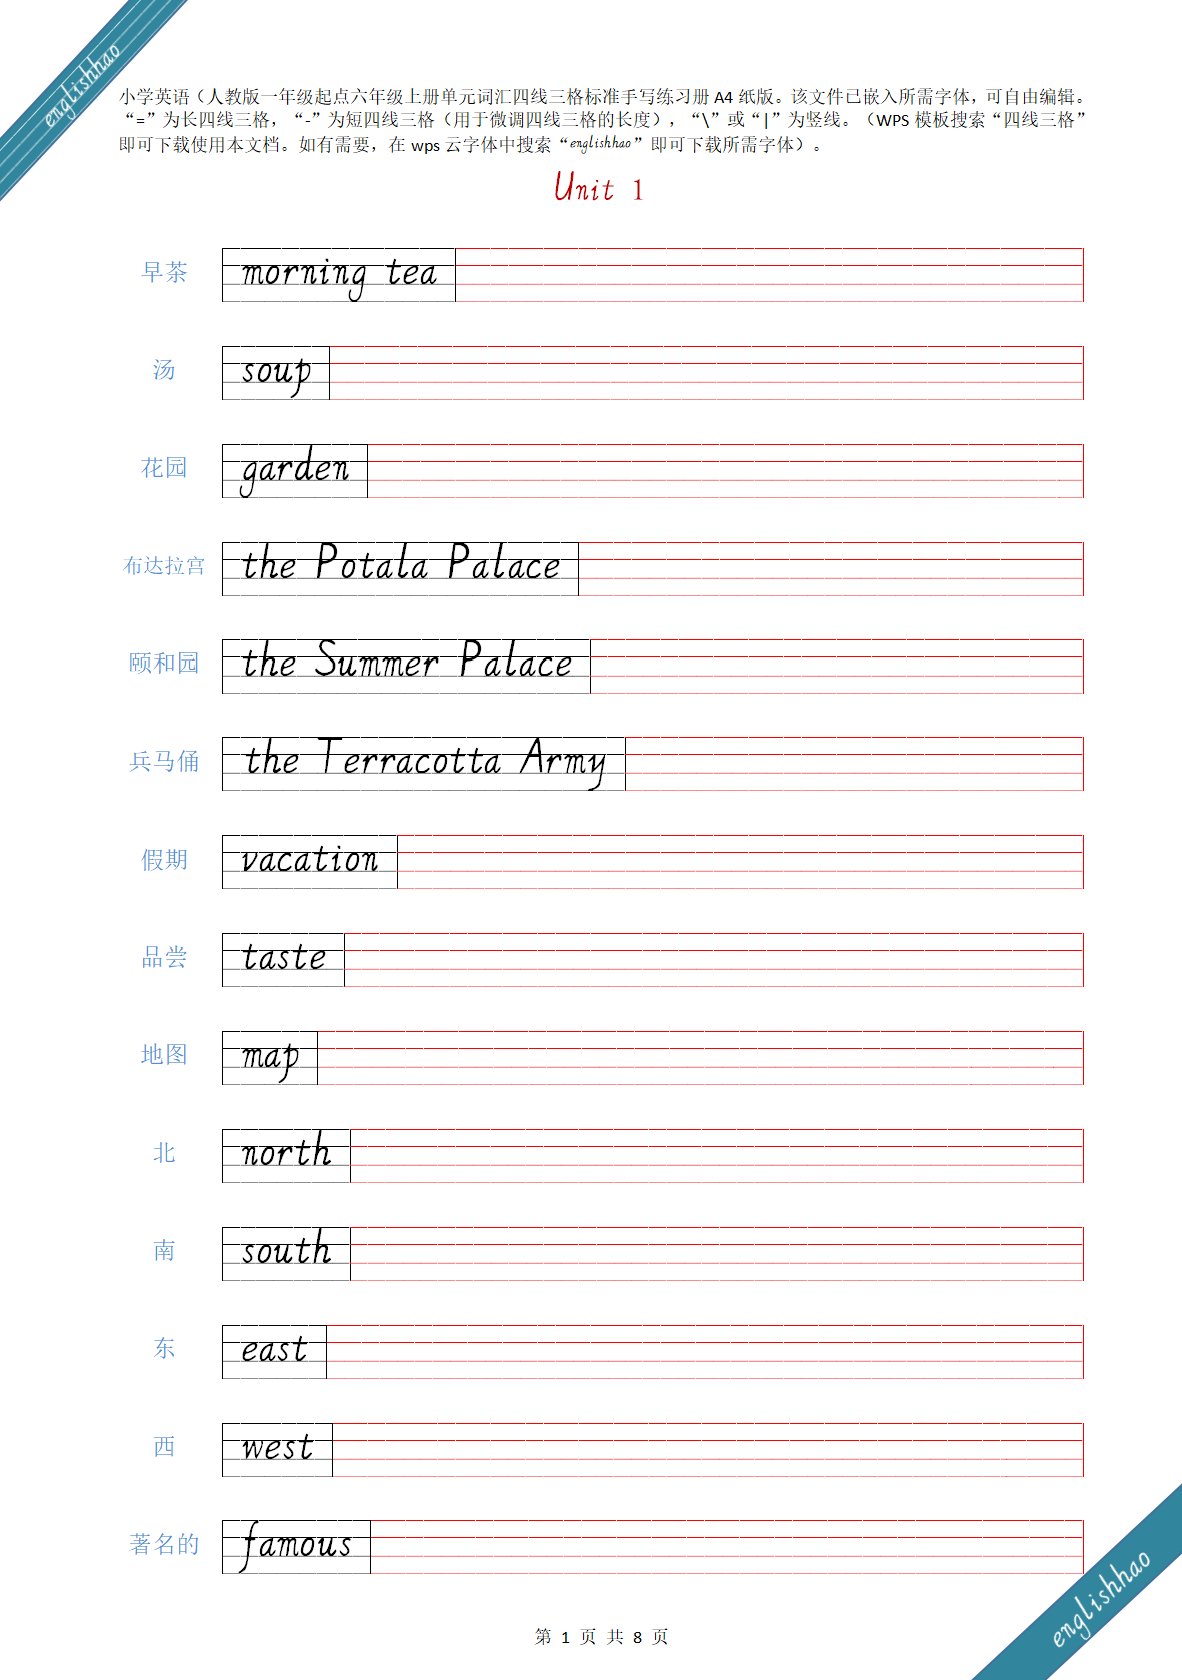 englishhao
小学英语（人教版一年级起点六年级上册单元词汇四线三格标准手写练习册 A4 纸版。该文件已嵌入所需字体，可自由编辑。
“=”为长四线三格，“-”为短四线三格（用于微调四线三格的长度），“\”或“|”为竖线。（WPS 模板搜索“四线三格”
即可下载使用本文档。如有需要，在 wps 云字体中搜索“englishhao”即可下载所需字体）。
Unit 1
早茶 morning tea
汤 soup
花园 garden
布达拉宫 the Potala Palace
颐和园 the Summer Palace
兵马俑 the Terracotta Army
假期 vacation
品尝 taste
地图 map
北 north
南 south
东 east
西 west
著名的 famous
englishhao
第 1 页 共 8 页